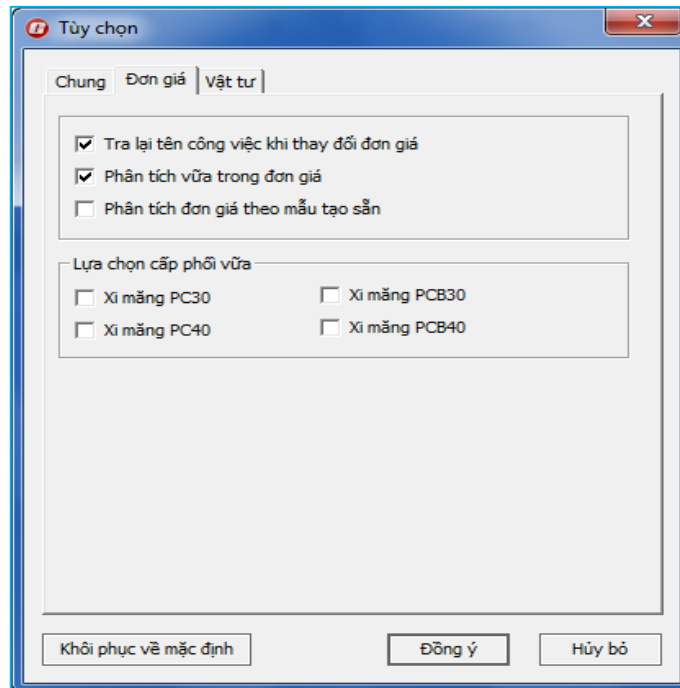 Tùy chọn
Chung Đơn giá Vật tư
Tra lại tên công việc khi thay đổi đơn giá
Phân tích vữa trong đơn giá
Phân tích đơn giá theo mẫu tạo sẵn
Lựa chọn cấp phối vữa
Xi măng PC30 Xi măng PCB30
Xi măng PC40 Xi măng PCB40
Khôi phục về mặc định Đồng ý Hủy bỏ